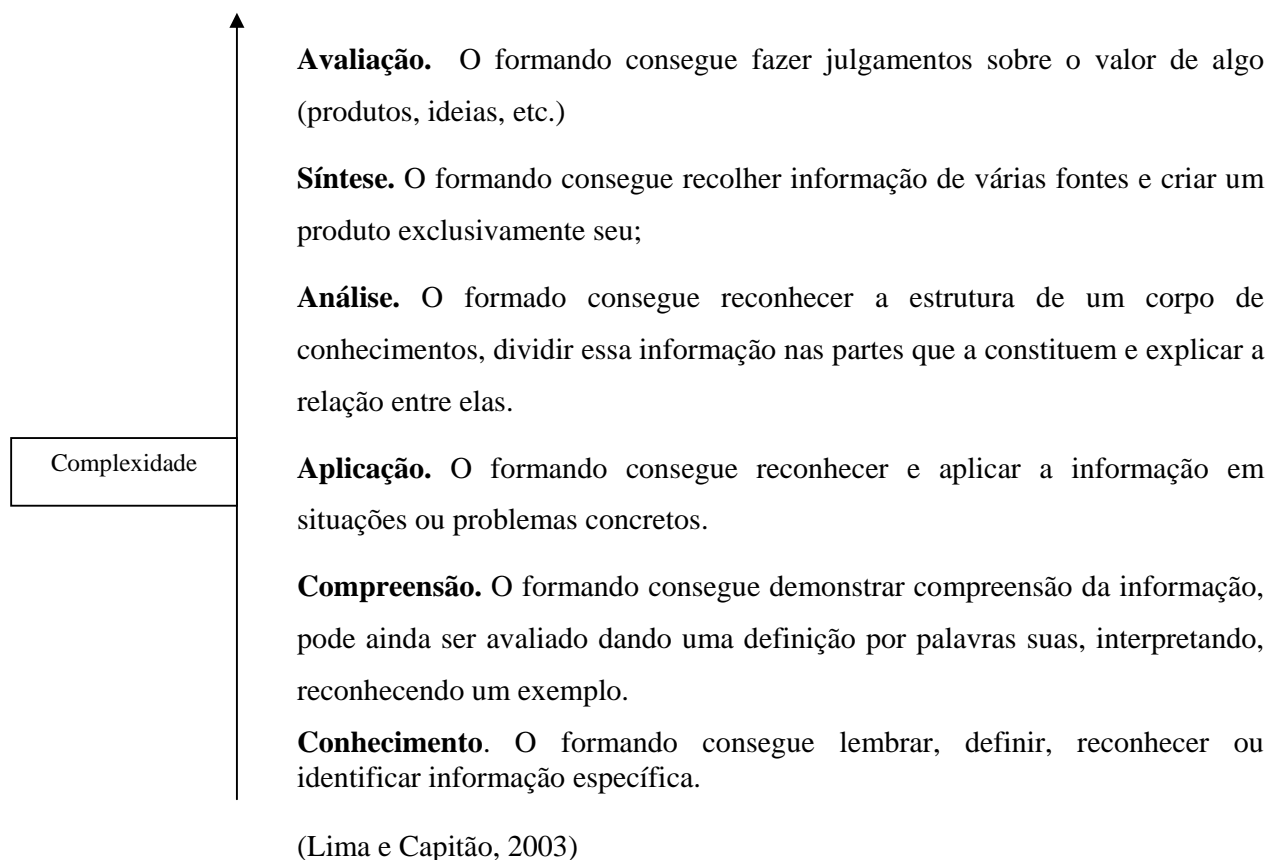 Avaliação. O formando consegue fazer julgamentos sobre o valor de algo
(produtos, ideias, etc.)
Síntese. O formando consegue recolher informação de várias fontes e criar um
produto exclusivamente seu;
Análise. O formado consegue reconhecer a estrutura de um corpo de
conhecimentos, dividir essa informação nas partes que a constituem e explicar a
relação entre elas.
Complexidade
Aplicação. O formando consegue reconhecer e aplicar a informação em
situações ou problemas concretos.
Compreensão. O formando consegue demonstrar compreensão da informação,
pode ainda ser avaliado dando uma definição por palavras suas, interpretando,
reconhecendo um exemplo.
Conhecimento. O formando consegue lembrar, definir, reconhecer ou
identificar informação específica.
(Lima e Capitão, 2003)